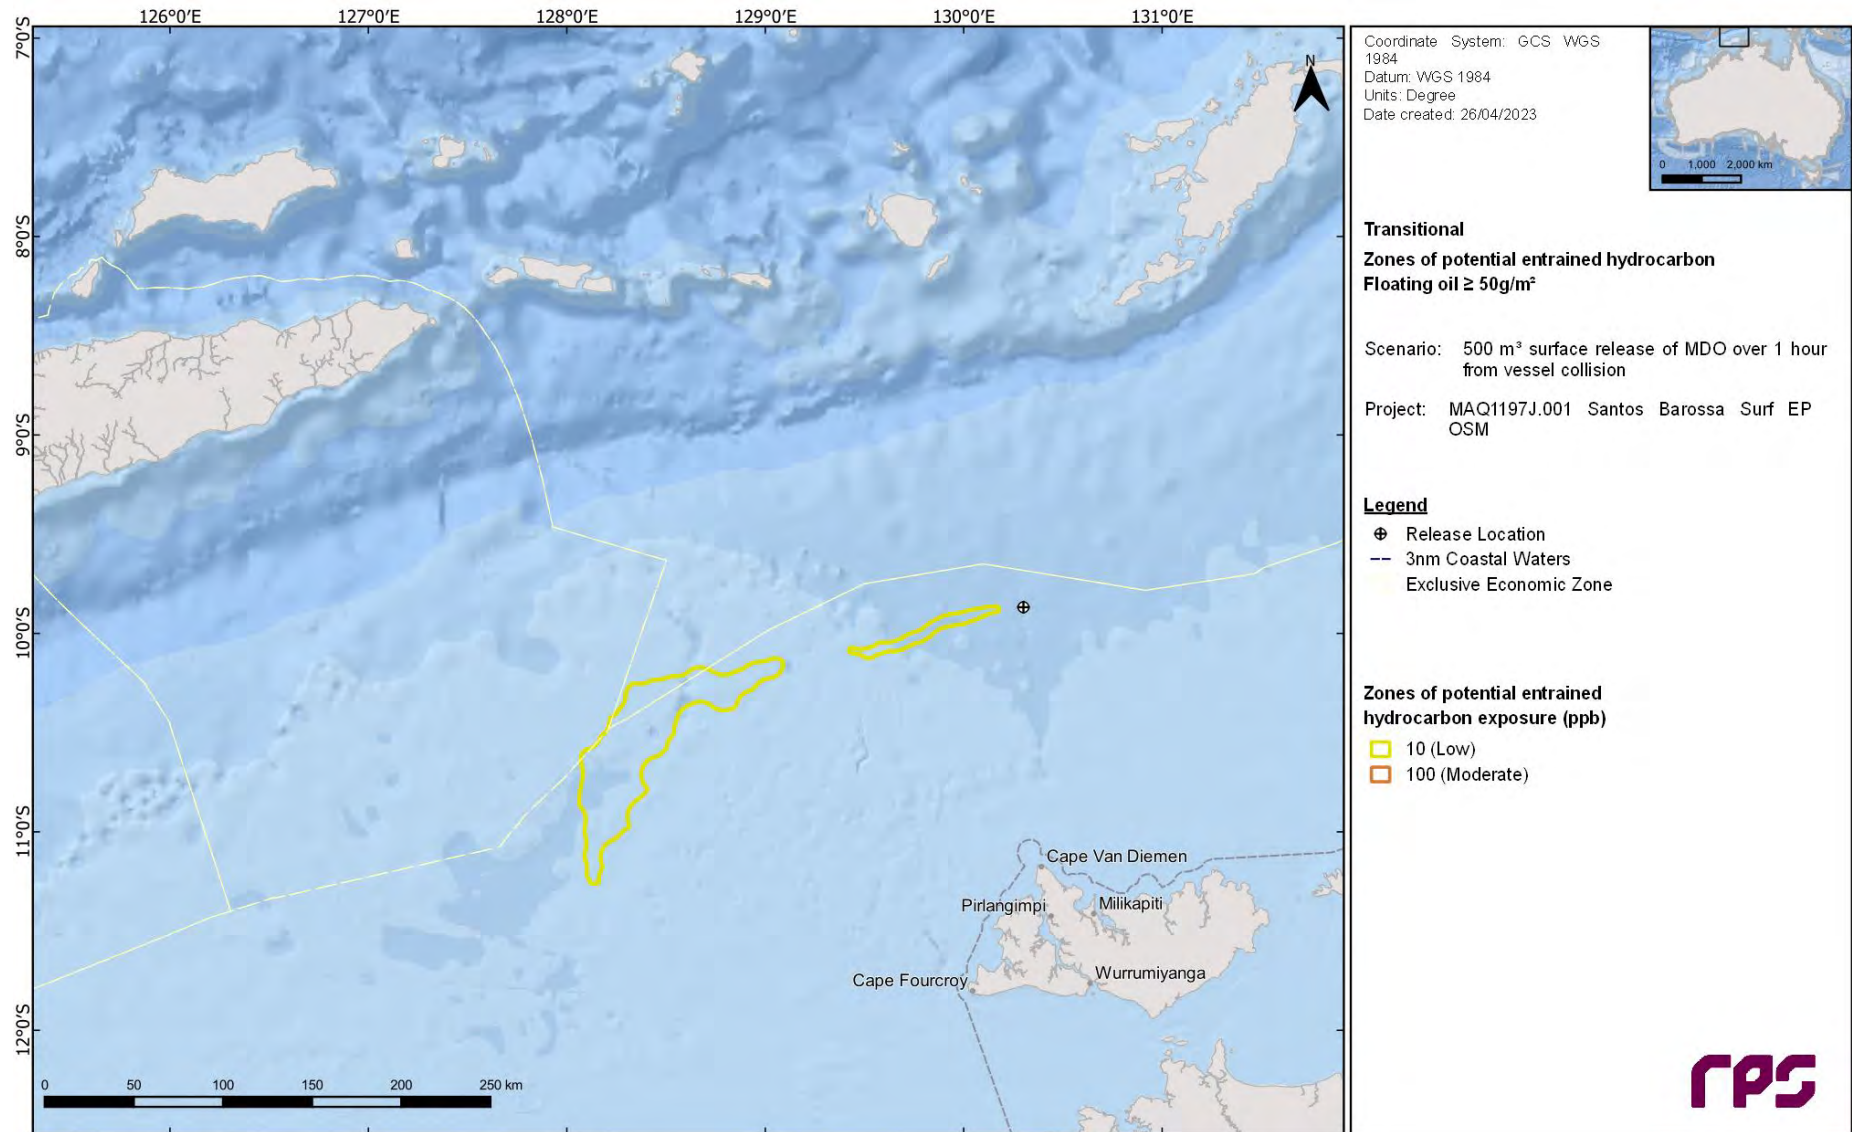 126°0'E 127°0'E 128°0'E 129°0'E 130°0'E 131°0'E
7°0'S
8°0'S
9°0'S
10°0'S
11°0'S
12°0'S
N
Cape Van Diemen
Pirlangimpi
Milikapiti
Cape Fourcroy
Wurrumiyanga
0 50 100 150 200 250 km
Coordinate System: GCS WGS
1984
Datum: WGS 1984
Units: Degree
Date created: 26/04/2023
0 1,000 2,000 km
Transitional
Zones of potential entrained hydrocarbon
Floating oil ≥ 50g/m²
Scenario: 500 m³ surface release of MDO over 1 hour
from vessel collision
Project: MAQ1197J.001 Santos Barossa Surf EP
OSM
Legend
Release Location
3nm Coastal Waters
Exclusive Economic Zone
Zones of potential entrained
hydrocarbon exposure (ppb)
10 (Low)
100 (Moderate)
rps